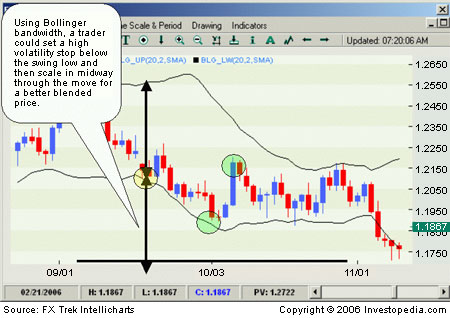 Using Bollinger
bandwidth, a trader
could set a high
volatility stop below
the swing low and
then scale in midway
through the move for
a better blended
price.
me Scale & Period Drawing Indicators
Updated: 07:20:06 AM
BLG_UP(20,2,SMA) BLG_LW(20,2,SMA)
1.2650
1.2550
1.2450
1.2350
1.2250
1.2150
1.2050
1.1950
1.1867
1.1850
1.1750
09/01 10/03 11/01
02/21/2006 H: 1.1867 L: 1.1867 C: 1.1867 PV: 1.2722
Source: FX Trek Intellicharts Copyright © 2006 Investopedia.com